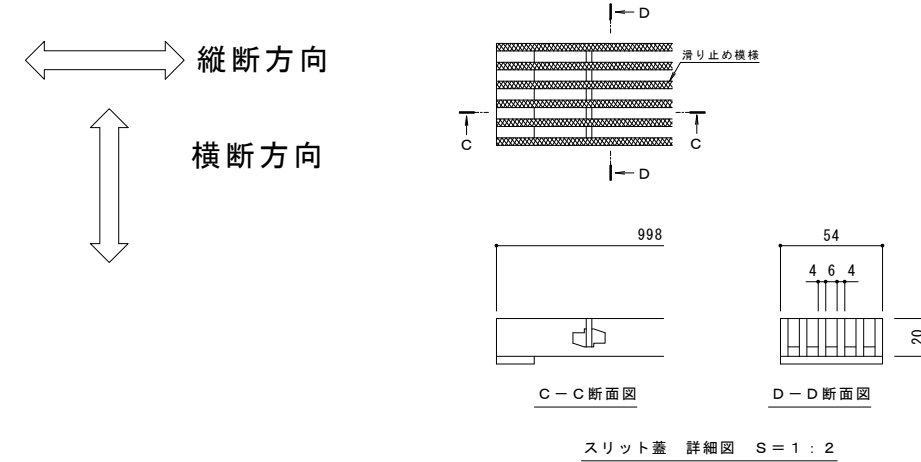 縦断方向
横断方向
D
滑り止め模様
C
C
D
998
54
4 6 4
20
C－C断面図
D－D断面図
スリット蓋 詳細図 S＝1：2